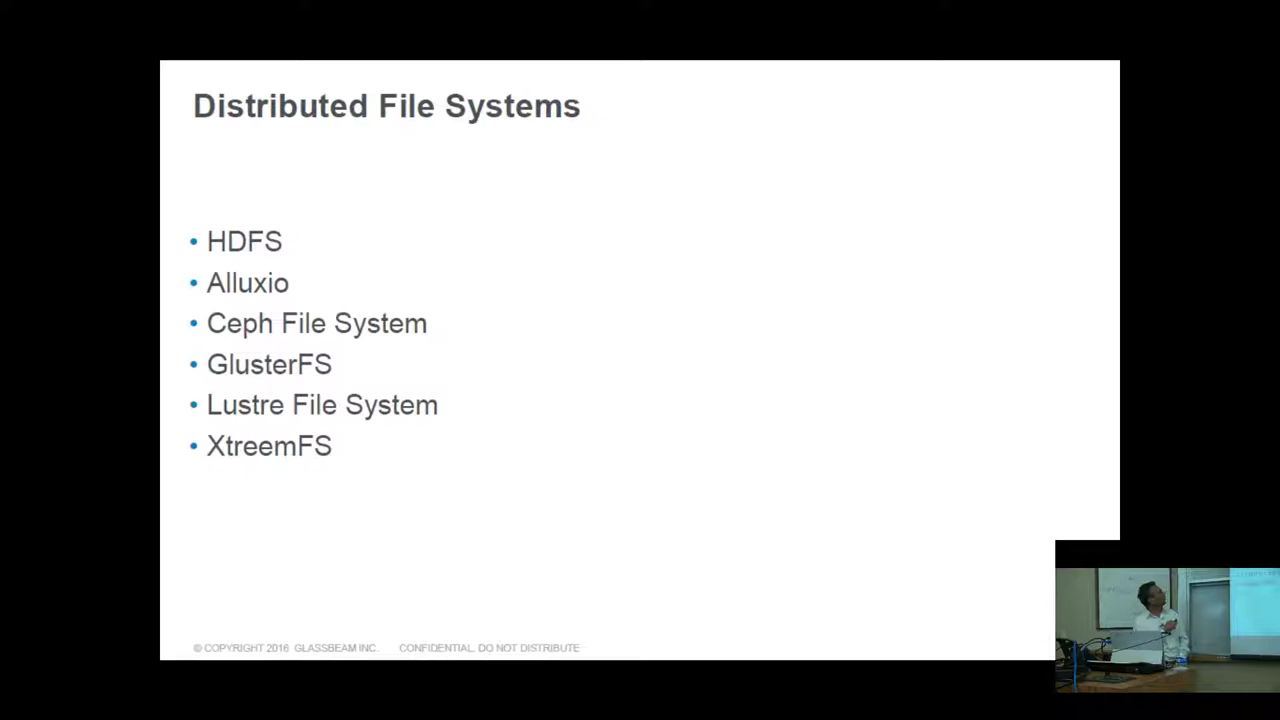 Distributed File Systems
• HDFS
• Alluxio
• Ceph File System
• GlusterFS
• Lustre File System
• XtreemFS
© COPYRIGHT 2016 GLASSBEAM INC. CONFIDENTIAL. DO NOT DISTRIBUTE